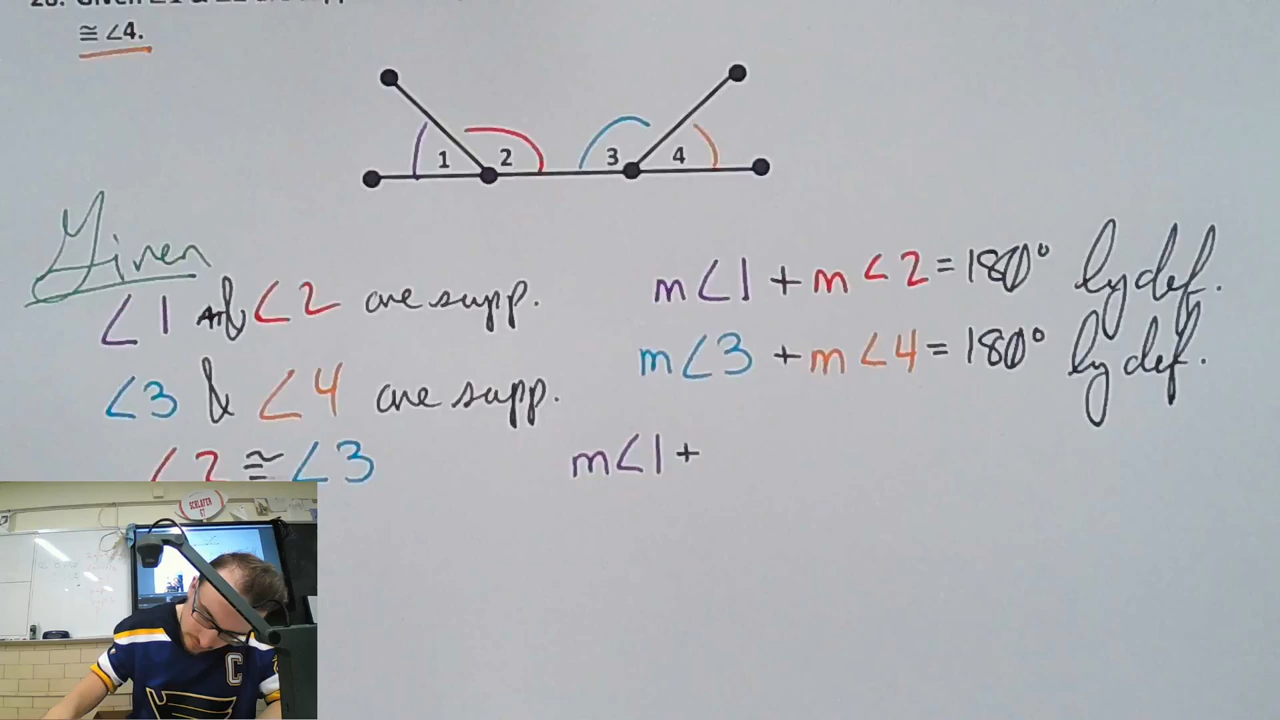 ≅ ∠4.
1 2 3 4
Given
∠1 and ∠2 are supp.
m∠1 + m∠2 = 180° by def.
∠3 & ∠4 are supp.
m∠3 + m∠4 = 180° by def.
∠2 ≅ ∠3
m∠1 +
C